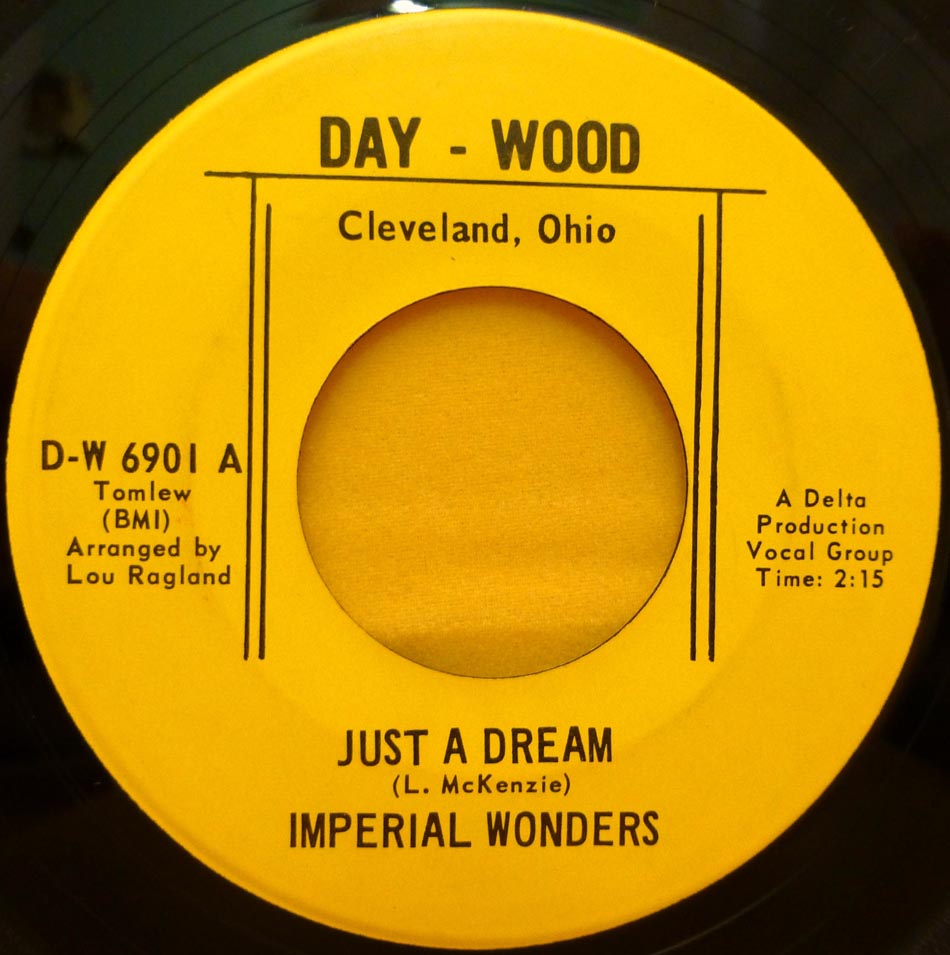 DAY - WOOD
Cleveland, Ohio
D-W 6901 A
Tomlew
(BMI)
Arranged by
Lou Ragland
A Delta
Production
Vocal Group
Time: 2:15
JUST A DREAM
(L. McKenzie)
IMPERIAL WONDERS